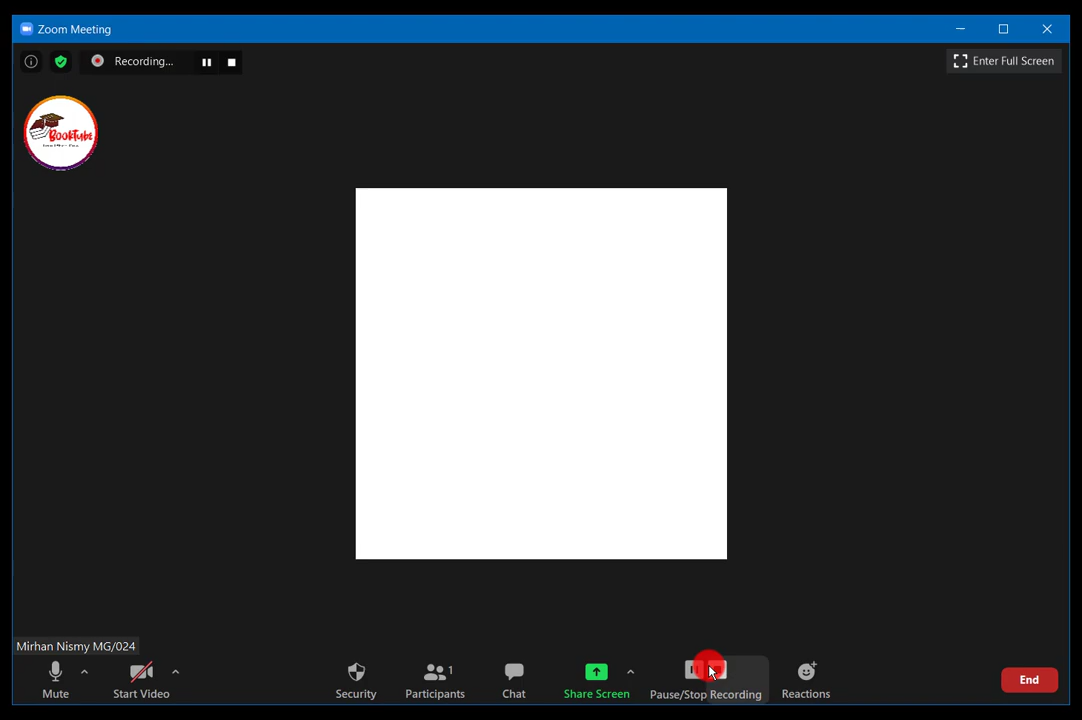 Zoom Meeting
Recording...
Enter Full Screen
BookTube
Mirhan Nismy MG/024
Mute
Start Video
Security
Participants
1
Chat
Share Screen
Pause/Stop Recording
Reactions
End